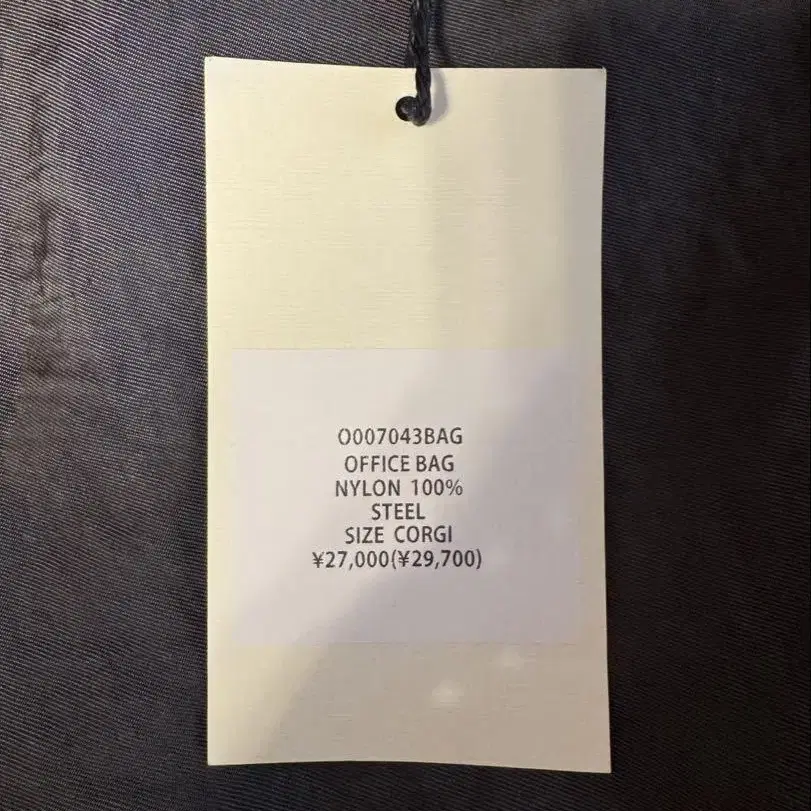 O007043BAG
OFFICE BAG
NYLON 100%
STEEL
SIZE CORGI
¥27,000(¥29,700)